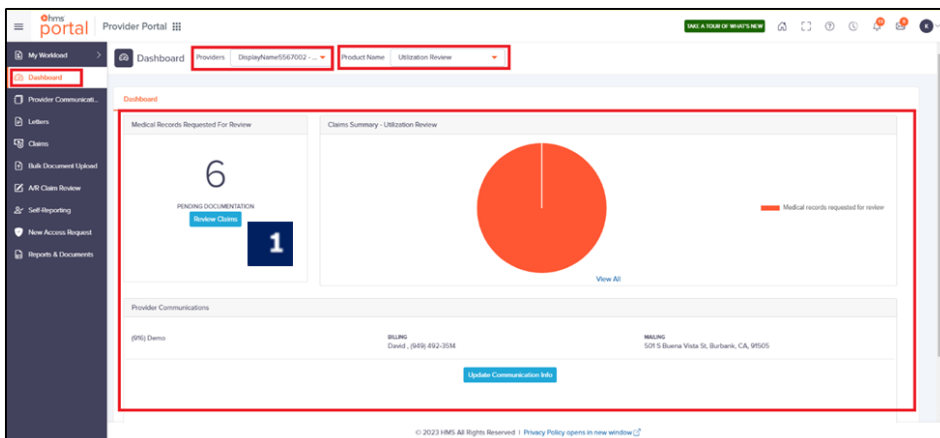 hms
portal
Provider Portal
TAKE A TOUR OF WHAT'S NEW
K
My Workload
Dashboard
Provider Communicati...
Letters
Claims
Bulk Document Upload
A/R Claim Review
Self-Reporting
New Access Request
Reports & Documents
Dashboard
Providers DisplayName5567002 - ...
Product Name Utilization Review
Dashboard
Medical Records Requested For Review
6
PENDING DOCUMENTATION
Review Claims
1
Claims Summary - Utilization Review
Medical records requested for review
View All
Provider Communications
(916) Demo
BILLING
David , (949) 492-3514
MAILING
501 S Buena Vista St, Burbank, CA, 91505
Update Communication Info
© 2023 HMS All Rights Reserved | Privacy Policy opens in new window